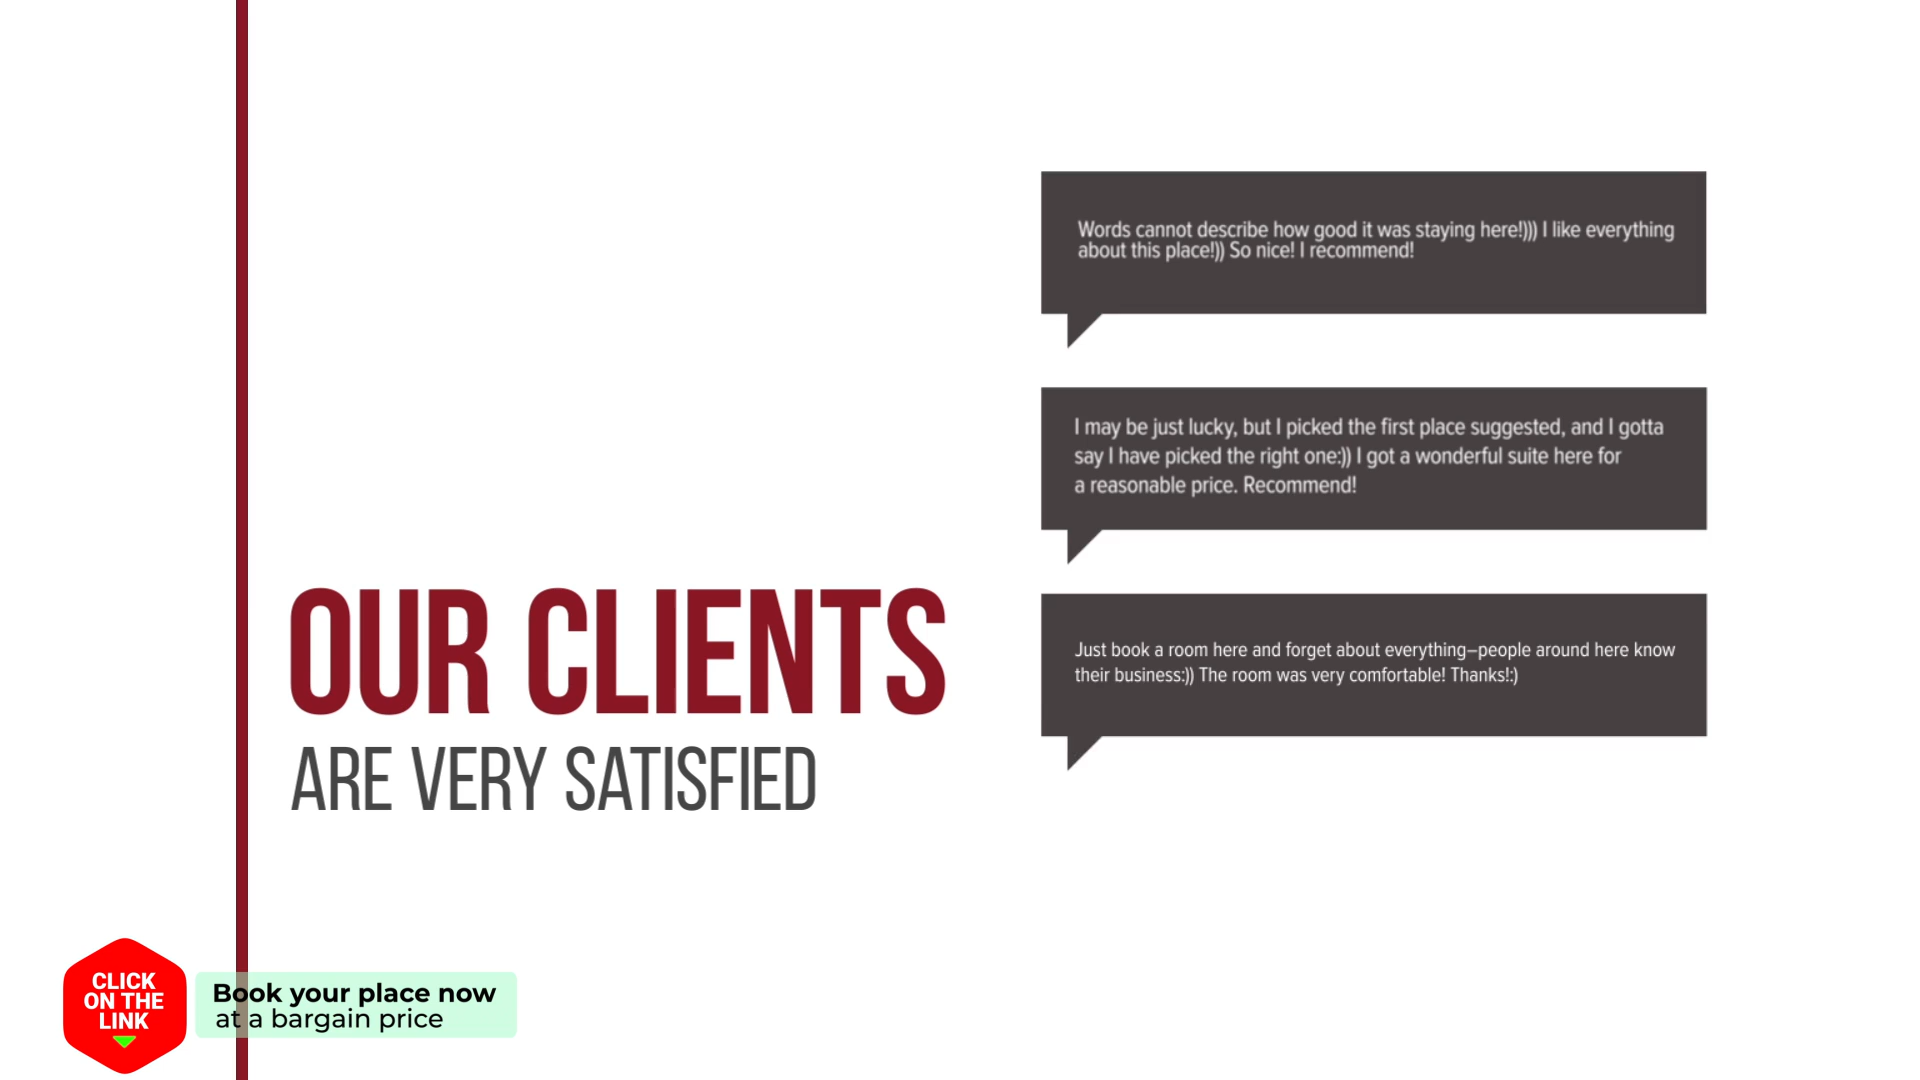 Words cannot describe how good it was staying here!))) I like everything
about this place!)) So nice! I recommend!
I may be just lucky, but I picked the first place suggested, and I gotta
say I have picked the right one:)) I got a wonderful suite here for
a reasonable price. Recommend!
Just book a room here and forget about everything–people around here know
their business:)) The room was very comfortable! Thanks!:)
OUR CLIENTS
ARE VERY SATISFIED
CLICK
ON THE
LINK
Book your place now
at a bargain price